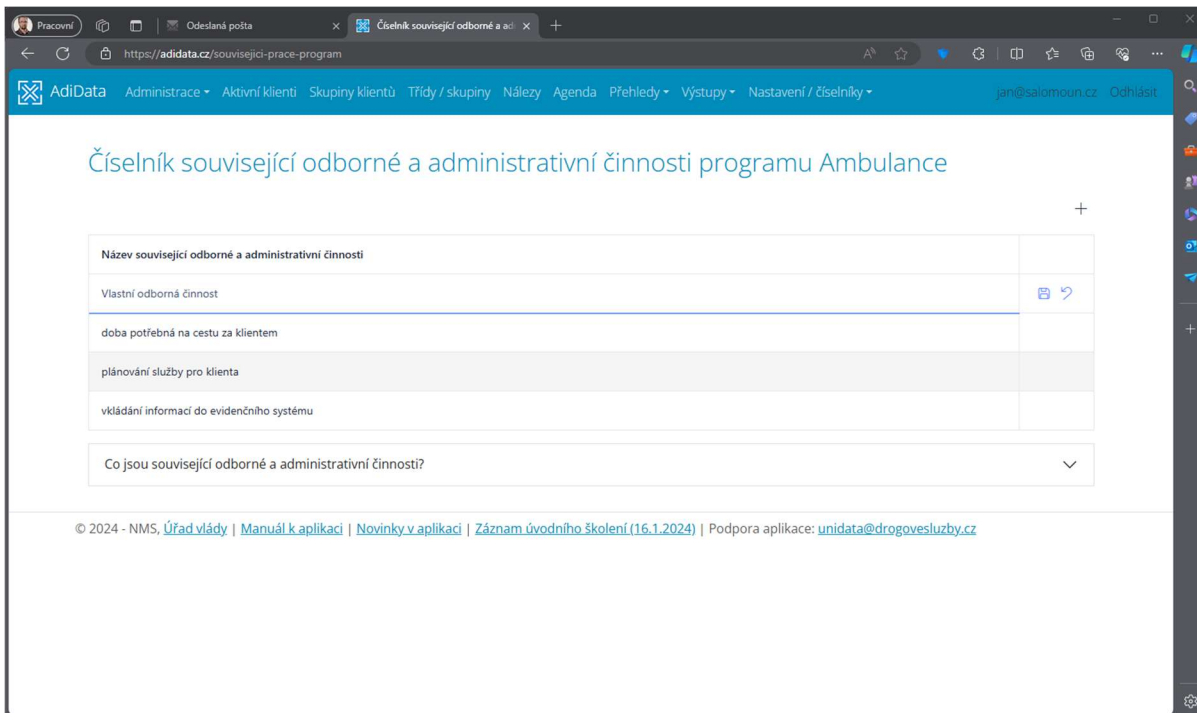 Pracovní
Odeslaná pošta
Číselník související odborné a adm
https://adidata.cz/souvisejici-prace-program
AdiData Administrace Aktivní klienti Skupiny klientů Třídy / skupiny Nálezy Agenda Přehledy Výstupy Nastavení / číselníky jan@salomoun.cz Odhlásit
Číselník související odborné a administrativní činnosti programu Ambulance
Název související odborné a administrativní činnosti
Vlastní odborná činnost
doba potřebná na cestu za klientem
plánování služby pro klienta
vkládání informací do evidenčního systému
Co jsou související odborné a administrativní činnosti?
© 2024 - NMS, Úřad vlády | Manuál k aplikaci | Novinky v aplikaci | Záznam úvodního školení (16.1.2024) | Podpora aplikace: unidata@drogovesluzby.cz